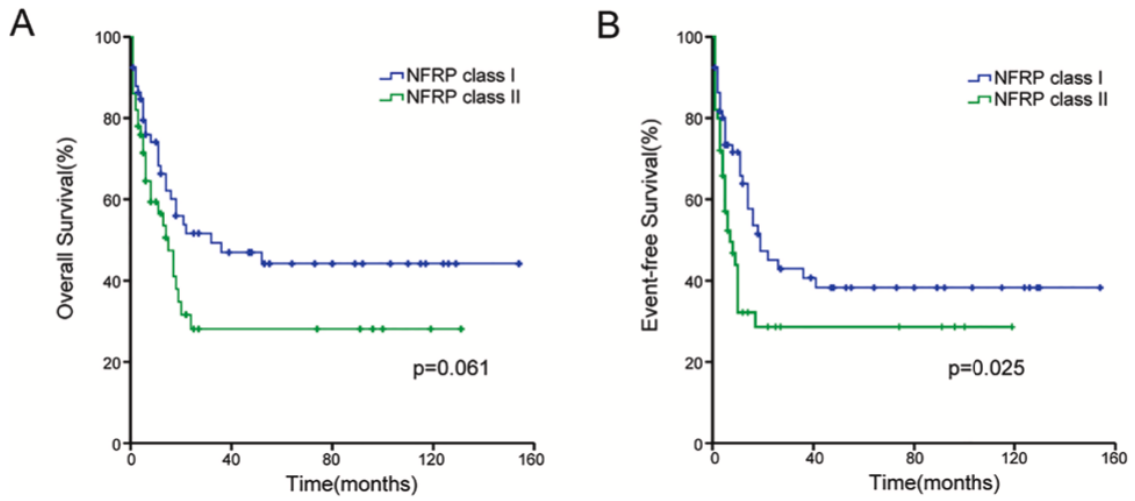 A
Overall Survival(%)
100
80
60
40
20
0
NFRP class I
NFRP class II
p=0.061
0 40 80 120 160
Time(months)
B
Event-free Survival(%)
100
80
60
40
20
0
NFRP class I
NFRP class II
p=0.025
0 40 80 120 160
Time(months)